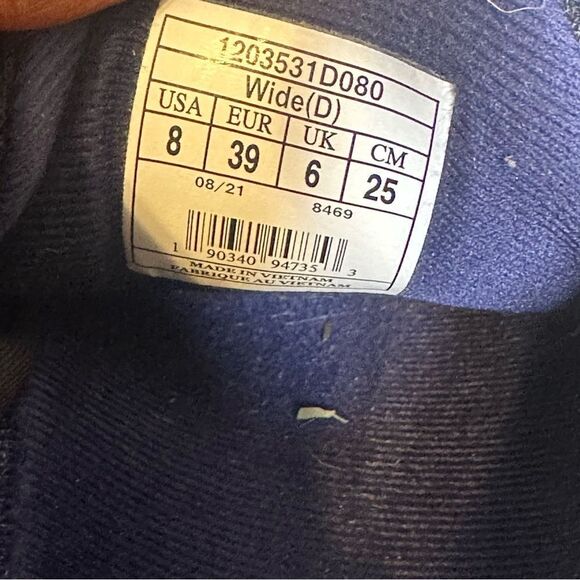 1203531D080
Wide(D)
USA EUR UK CM
8 39 6 25
08/21 8469
1 90340 94735 3
MADE IN VIETNAM
FABRIQUE AU VIETNAM